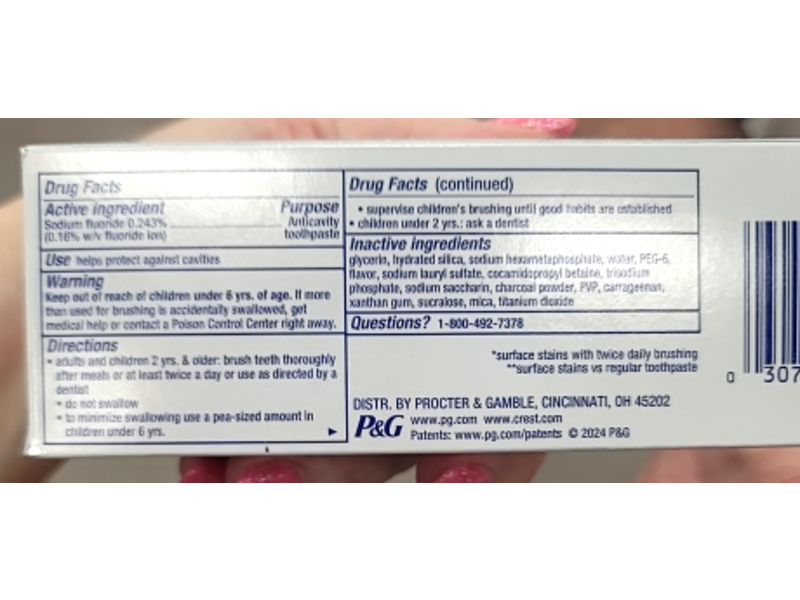 Drug Facts
Active ingredient Purpose
Sodium fluoride 0.243% Anticavity
(0.16% w/v fluoride ion) toothpaste
Use helps protect against cavities
Warning
Keep out of reach of children under 6 yrs. of age. If more
than used for brushing is accidentally swallowed, get
medical help or contact a Poison Control Center right away.
Directions
• adults and children 2 yrs. & older: brush teeth thoroughly
after meals or at least twice a day or use as directed by a
dentist
• do not swallow
• to minimize swallowing use a pea-sized amount in
children under 6 yrs.
Drug Facts (continued)
• supervise children's brushing until good habits are established
• children under 2 yrs.: ask a dentist
Inactive ingredients
glycerin, hydrated silica, sodium hexametaphosphate, water, PEG-6,
flavor, sodium lauryl sulfate, cocamidopropyl betaine, trisodium
phosphate, sodium saccharin, charcoal powder, PVP, carrageenan,
xanthan gum, sucralose, mica, titanium dioxide
Questions? 1-800-492-7378
*surface stains with twice daily brushing
**surface stains vs regular toothpaste
DISTR. BY PROCTER & GAMBLE, CINCINNATI, OH 45202
P&G www.pg.com www.crest.com
Patents: www.pg.com/patents © 2024 P&G
0 307